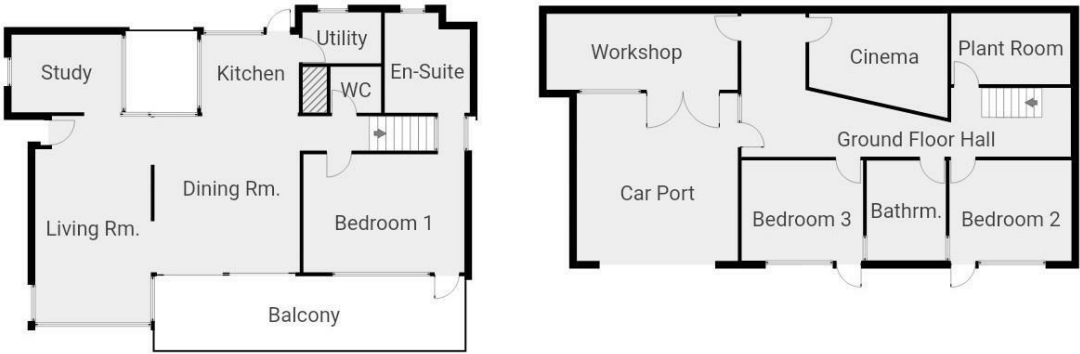 Utility
Study
Kitchen
En-Suite
WC
Dining Rm.
Living Rm.
Bedroom 1
Balcony
Workshop
Cinema
Plant Room
Ground Floor Hall
Car Port
Bedroom 3
Bathrm.
Bedroom 2